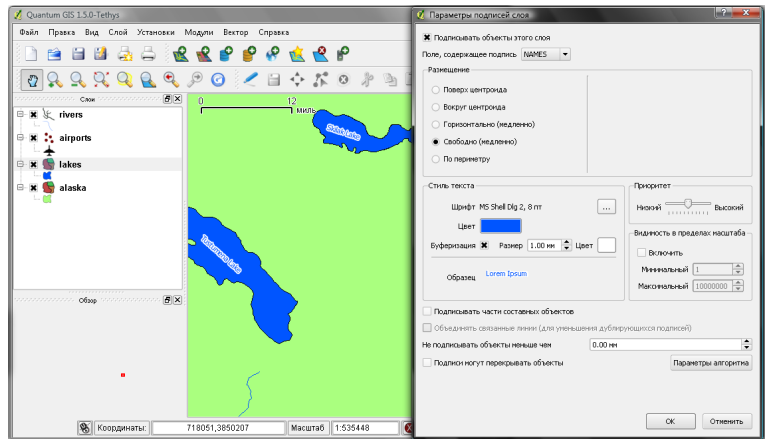 Quantum GIS 1.5.0-Tethys
Файл Правка Вид Слой Установки Модули Вектор Справка
Слои
rivers
airports
lakes
alaska
Обзор
0 12
миль
Skilak Lake
Tustumena Lake
Координаты: 718051,3850207 Масштаб 1:535448
Параметры подписей слоя
Подписывать объекты этого слоя
Поле, содержащее подпись NAMES
Размещение
Поверх центроида
Вокруг центроида
Горизонтально (медленно)
Свободно (медленно)
По периметру
Стиль текста
Шрифт MS Shell Dlg 2, 8 пт ...
Цвет
Буферизация Размер 1.00 мм Цвет
Образец Lorem Ipsum
Приоритет
Низкий Высокий
Видимость в пределах масштаба
Включить
Минимальный 1
Максимальный 10000000
Подписывать части составных объектов
Объединять связанные линии (для уменьшения дублирующихся подписей)
Не подписывать объекты меньше чем 0.00 мм
Подписи могут перекрывать объекты Параметры алгоритма
OK Отменить